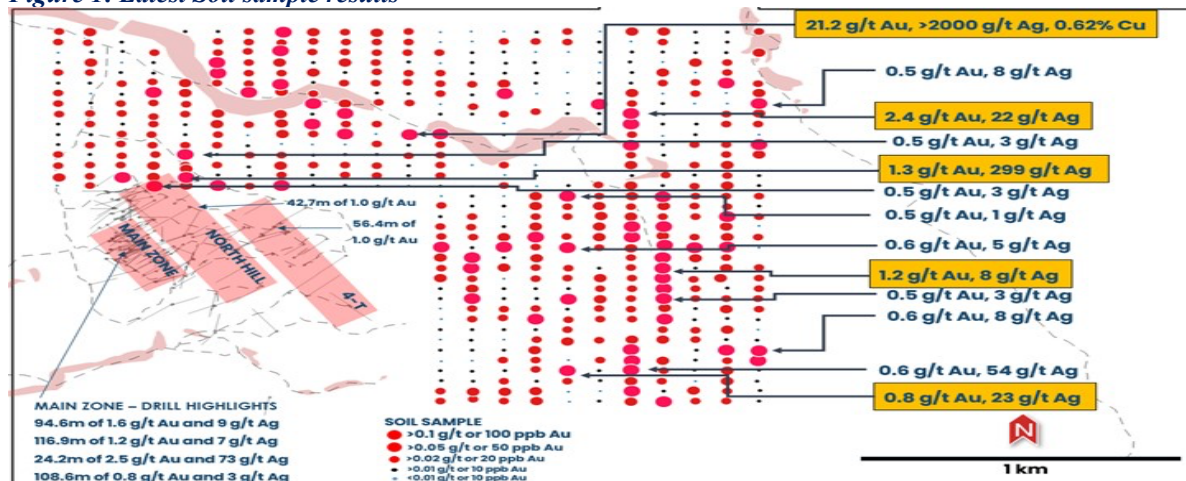 Figure 1: Latest Soil sample results
21.2 g/t Au, >2000 g/t Ag, 0.62% Cu
0.5 g/t Au, 8 g/t Ag
2.4 g/t Au, 22 g/t Ag
0.5 g/t Au, 3 g/t Ag
1.3 g/t Au, 299 g/t Ag
0.5 g/t Au, 3 g/t Ag
42.7m of 1.0 g/t Au
0.5 g/t Au, 1 g/t Ag
56.4m of
1.0 g/t Au
MAIN ZONE
NORTH HILL
4-T
0.6 g/t Au, 5 g/t Ag
1.2 g/t Au, 8 g/t Ag
0.5 g/t Au, 3 g/t Ag
0.6 g/t Au, 8 g/t Ag
0.6 g/t Au, 54 g/t Ag
0.8 g/t Au, 23 g/t Ag
MAIN ZONE – DRILL HIGHLIGHTS
94.6m of 1.6 g/t Au and 9 g/t Ag
116.9m of 1.2 g/t Au and 7 g/t Ag
24.2m of 2.5 g/t Au and 73 g/t Ag
108.6m of 0.8 g/t Au and 3 g/t Ag
SOIL SAMPLE
>0.1 g/t or 100 ppb Au
>0.05 g/t or 50 ppb Au
>0.02 g/t or 20 ppb Au
>0.01 g/t or 10 ppb Au
<0.01 g/t or 10 ppb Au
N
1 km